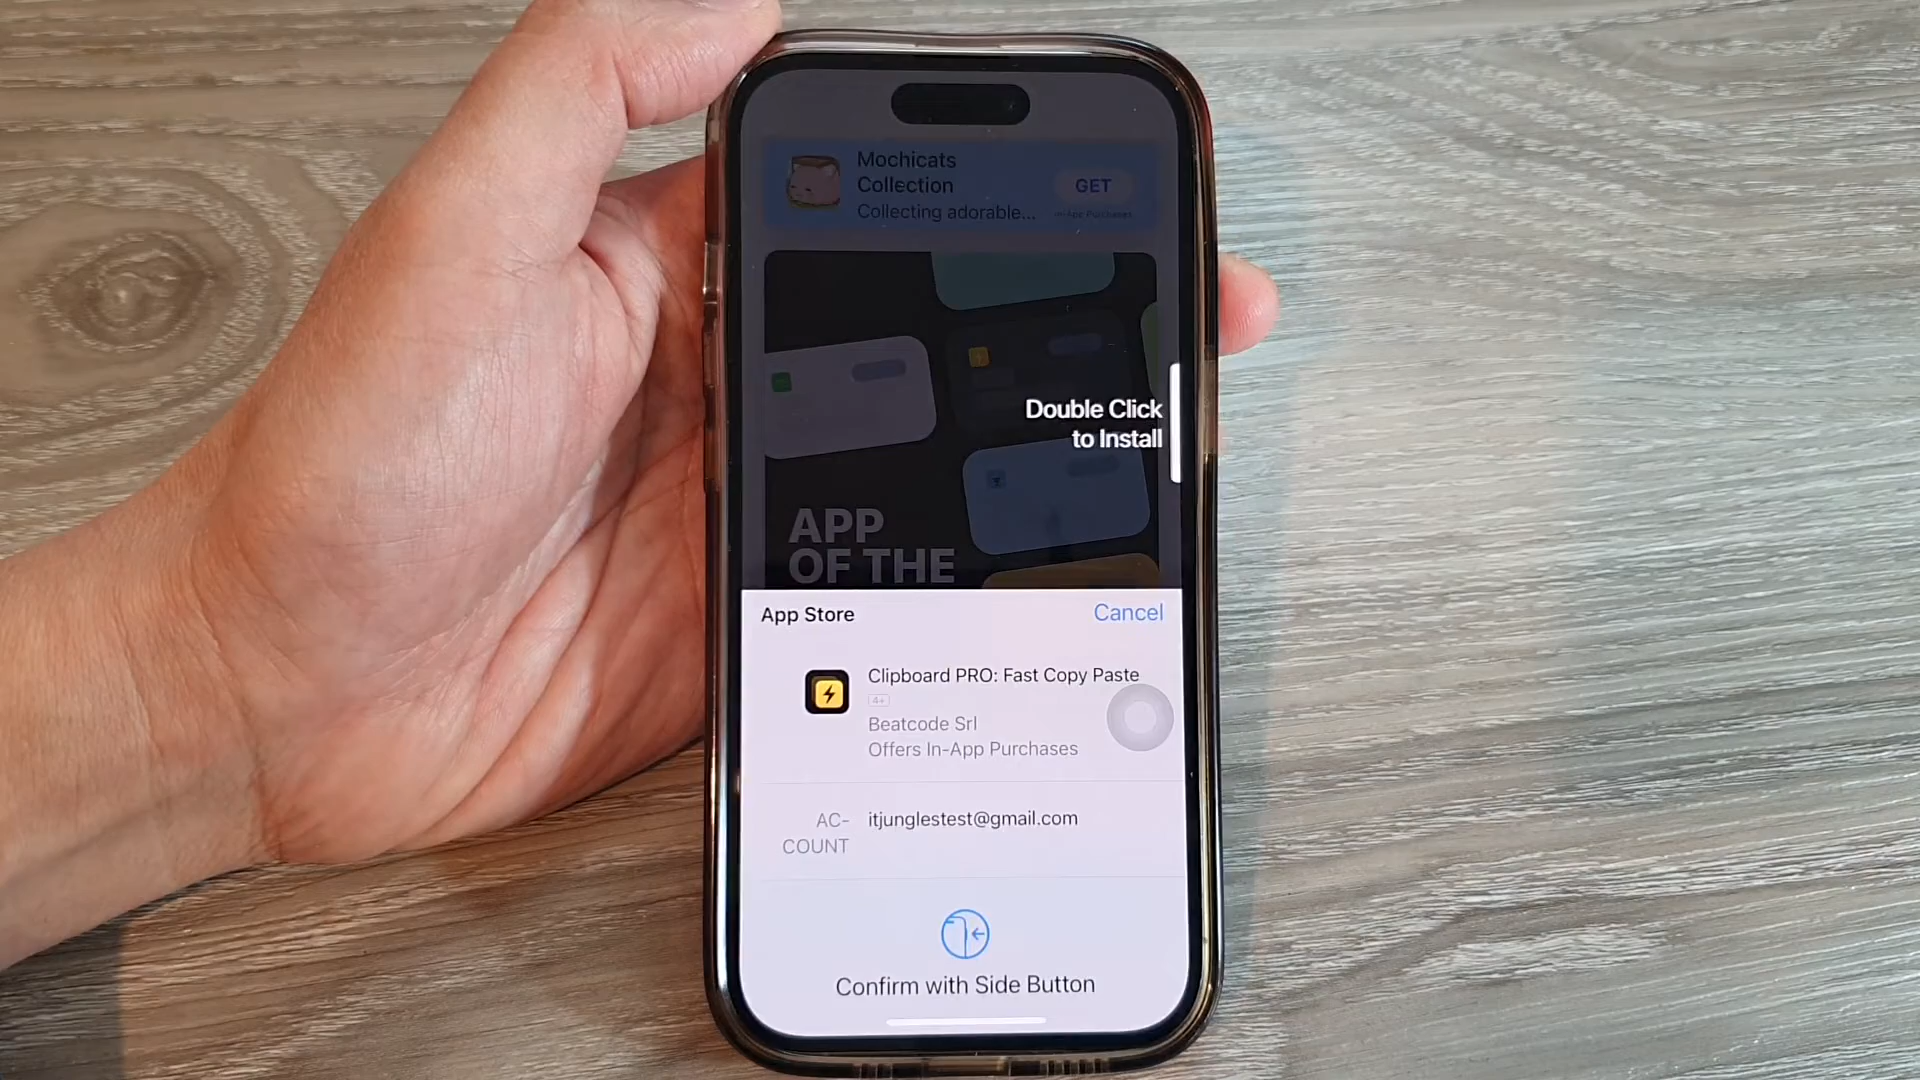 Mochicats
Collection
Collecting adorable...
GET
In-App Purchases
Double Click
to Install
APP
OF THE
App Store
Cancel
Clipboard PRO: Fast Copy Paste
4+
Beatcode Srl
Offers In-App Purchases
AC-
COUNT
itjunglestest@gmail.com
Confirm with Side Button